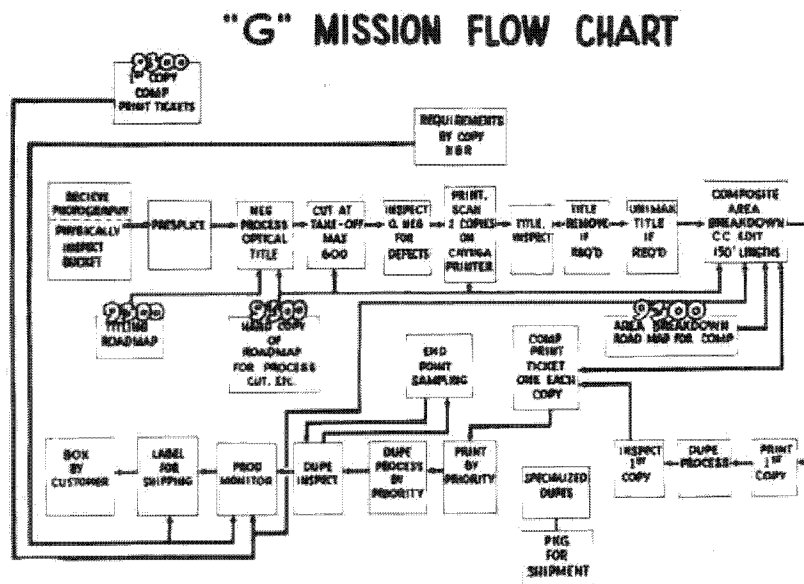 "G" MISSION FLOW CHART
9300
1ST COPY
COMP
PRINT TICKETS
REQUIREMENTS
BY COPY
NBR
RECIEVE
PHOTOGRAPHY
PHYSICALLY
INSPECT
BUCKET
PRESPLICE
NEG
PROCESS
OPTICAL
TITLE
CUT AT
TAKE-OFF
MAX
600
INSPECT
O. NEG
FOR
DEFECTS
PRINT,
SCAN
2 COPIES
ON
PRINTER
TITLE,
INSPECT
TITLE
REMOVE
IF
REQ'D
UNIMAX
TITLE
IF
REQ'D
COMPOSITE
AREA
BREAKDOWN
CC EDIT
150' LENGTHS
9300
TITLING
ROADMAP
9300
HARD COPY
OF
ROADMAP
FOR PROCESS
CUT, ETC.
9300
AREA BREAKDOWN
ROAD MAP FOR COMP
END
POINT
SAMPLING
COMP
PRINT
TICKET
ONE EACH
COPY
BOX
BY
CUSTOMER
LABEL
FOR
SHIPPING
PROD
MONITOR
DUPE
INSPECT
DUPE
PROCESS BY
PRIORITY
PRINT BY
PRIORITY
SPECIALIZED
DUPES
INSPECT
1ST
COPY
DUPE
PROCESS
PRINT
1ST
COPY
PKG
FOR
SHIPMENT